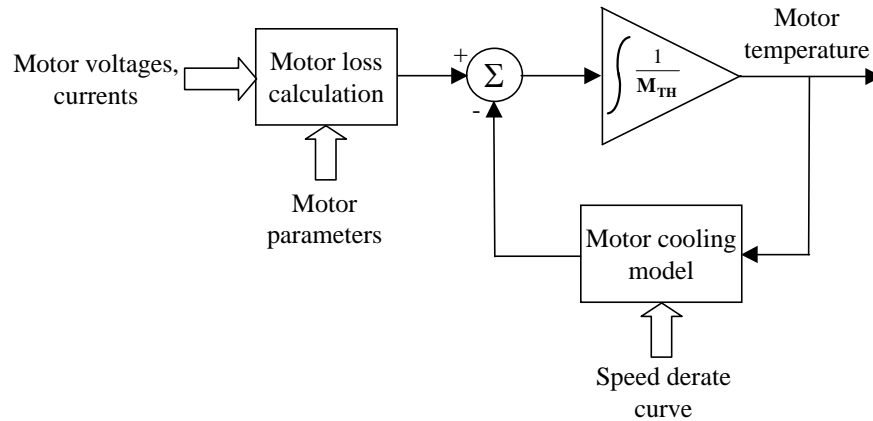 Motor voltages,
currents
Motor loss
calculation
Motor
parameters
+
-
Σ
∫ 1
M_TH
Motor
temperature
Motor cooling
model
Speed derate
curve